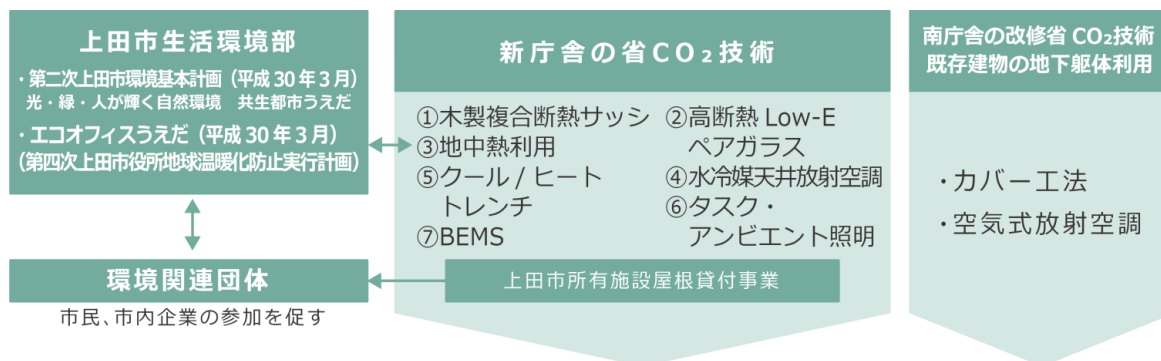 上田市生活環境部
・第二次上田市環境基本計画（平成30年3月）
光・緑・人が輝く自然環境　共生都市うえだ
・エコオフィスうえだ（平成30年3月）
（第四次上田市役所地球温暖化防止実行計画）
環境関連団体
市民、市内企業の参加を促す
新庁舎の省CO₂技術
①木製複合断熱サッシ
②高断熱Low-E
ペアガラス
③地中熱利用
④水冷媒天井放射空調
⑤クール / ヒート
トレンチ
⑥タスク・
アンビエント照明
⑦BEMS
上田市所有施設屋根貸付事業
南庁舎の改修省CO₂技術
既存建物の地下躯体利用
・カバー工法
・空気式放射空調